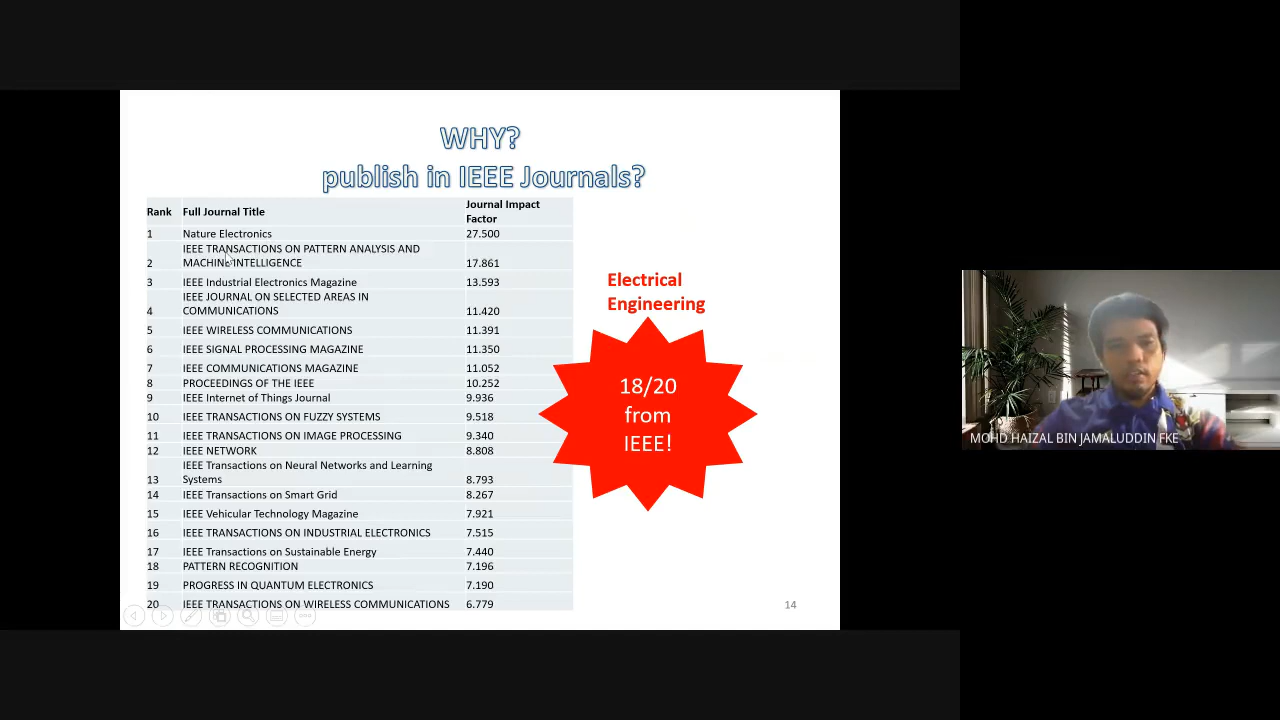 WHY?
publish in IEEE Journals?
Rank Full Journal Title Journal Impact Factor
1 Nature Electronics 27.500
2 IEEE TRANSACTIONS ON PATTERN ANALYSIS AND MACHINE INTELLIGENCE 17.861
3 IEEE Industrial Electronics Magazine 13.593
4 IEEE JOURNAL ON SELECTED AREAS IN COMMUNICATIONS 11.420
5 IEEE WIRELESS COMMUNICATIONS 11.391
6 IEEE SIGNAL PROCESSING MAGAZINE 11.350
7 IEEE COMMUNICATIONS MAGAZINE 11.052
8 PROCEEDINGS OF THE IEEE 10.252
9 IEEE Internet of Things Journal 9.936
10 IEEE TRANSACTIONS ON FUZZY SYSTEMS 9.518
11 IEEE TRANSACTIONS ON IMAGE PROCESSING 9.340
12 IEEE NETWORK 8.808
13 IEEE Transactions on Neural Networks and Learning Systems 8.793
14 IEEE Transactions on Smart Grid 8.267
15 IEEE Vehicular Technology Magazine 7.921
16 IEEE TRANSACTIONS ON INDUSTRIAL ELECTRONICS 7.515
17 IEEE Transactions on Sustainable Energy 7.440
18 PATTERN RECOGNITION 7.196
19 PROGRESS IN QUANTUM ELECTRONICS 7.190
20 IEEE TRANSACTIONS ON WIRELESS COMMUNICATIONS 6.779
Electrical
Engineering
18/20
from
IEEE!
14
MOHD HAIZAL BIN JAMALUDDIN FKE